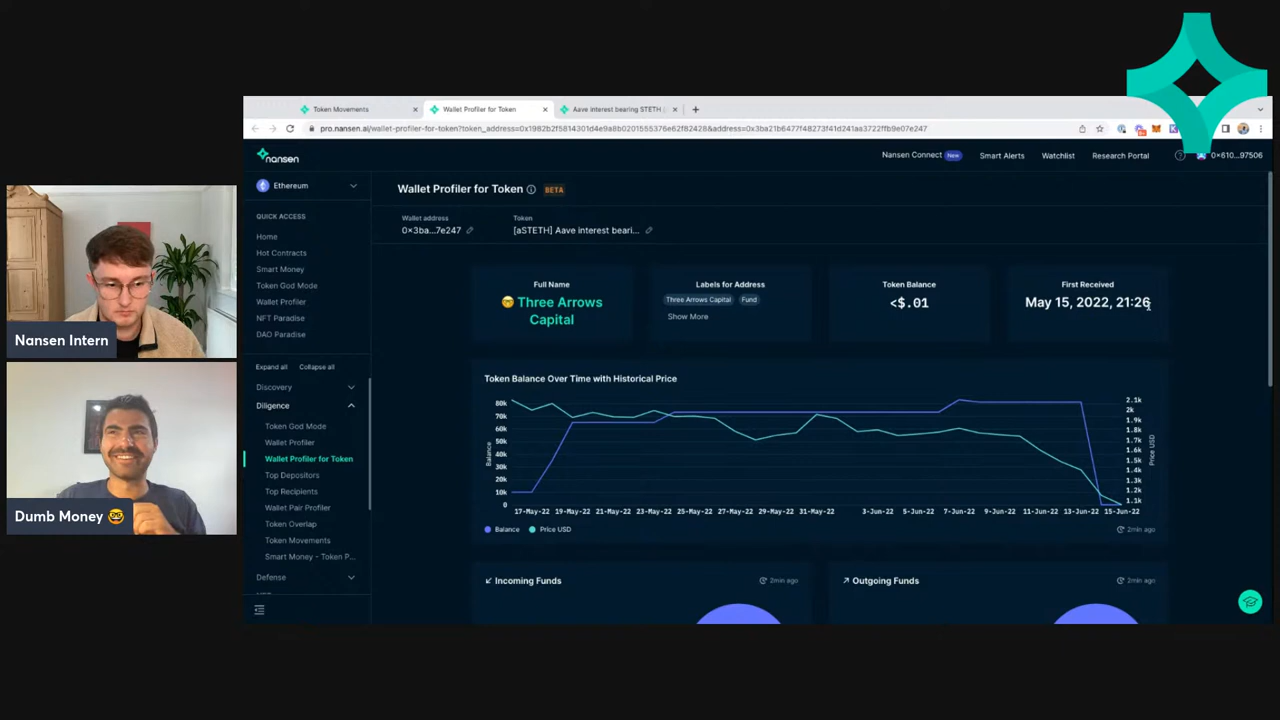 Token Movements
Wallet Profiler for Token
Aave interest bearing STETH
pro.nansen.ai/wallet-profiler-for-token?token_address=0x1982b2f5814301d4e9a8b0201555376e62f82428&address=0x3ba21b6477f48273f41d241aa3722ffb9e07e247
nansen
Nansen Connect New
Smart Alerts
Watchlist
Research Portal
0x610...97506
Ethereum
QUICK ACCESS
Home
Hot Contracts
Smart Money
Token God Mode
Wallet Profiler
NFT Paradise
DAO Paradise
Expand all
Collapse all
Discovery
Diligence
Token God Mode
Wallet Profiler
Wallet Profiler for Token
Top Depositors
Top Recipients
Wallet Pair Profiler
Token Overlap
Token Movements
Smart Money - Token P...
Defense
Wallet Profiler for Token BETA
Wallet address
0x3ba...7e247
Token
[aSTETH] Aave interest beari...
Full Name
🤓 Three Arrows
Capital
Labels for Address
Three Arrows Capital Fund
Show More
Token Balance
<$.01
First Received
May 15, 2022, 21:26
Token Balance Over Time with Historical Price
80k
70k
60k
50k
40k
30k
20k
10k
0
Balance
2.1k
2k
1.9k
1.8k
1.7k
1.6k
1.5k
1.4k
1.3k
1.2k
1.1k
Price USD
17-May-22 19-May-22 21-May-22 23-May-22 25-May-22 27-May-22 29-May-22 31-May-22 3-Jun-22 5-Jun-22 7-Jun-22 9-Jun-22 11-Jun-22 13-Jun-22 15-Jun-22
Balance Price USD
2min ago
Incoming Funds
2min ago
Outgoing Funds
2min ago
Nansen Intern
Dumb Money 🤓